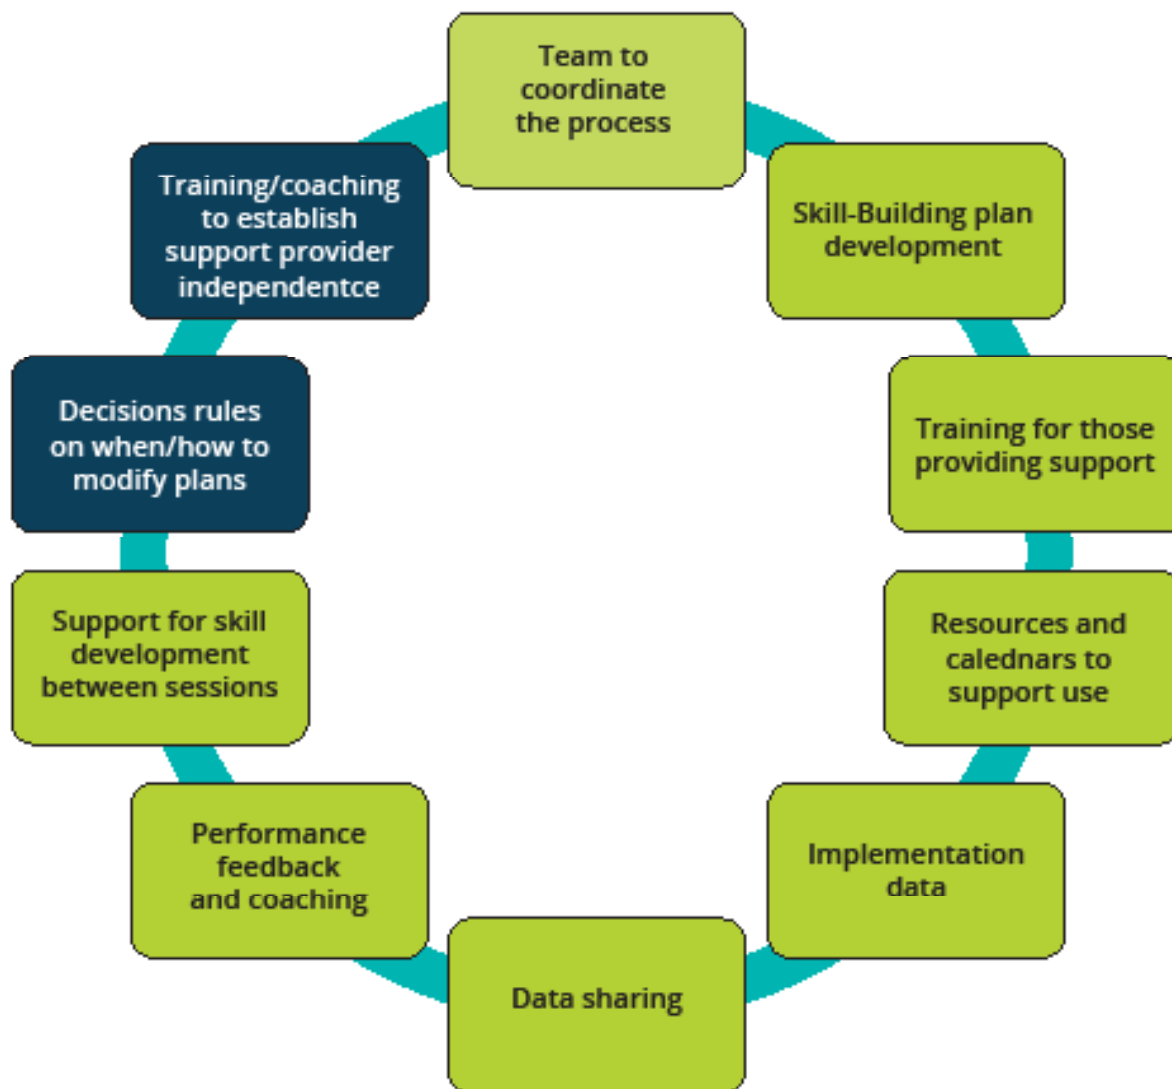 Team to
coordinate
the process
Skill-Building plan
development
Training for those
providing support
Resources and
calednars to
support use
Implementation
data
Data sharing
Performance
feedback
and coaching
Support for skill
development
between sessions
Decisions rules
on when/how to
modify plans
Training/coaching
to establish
support provider
independentce